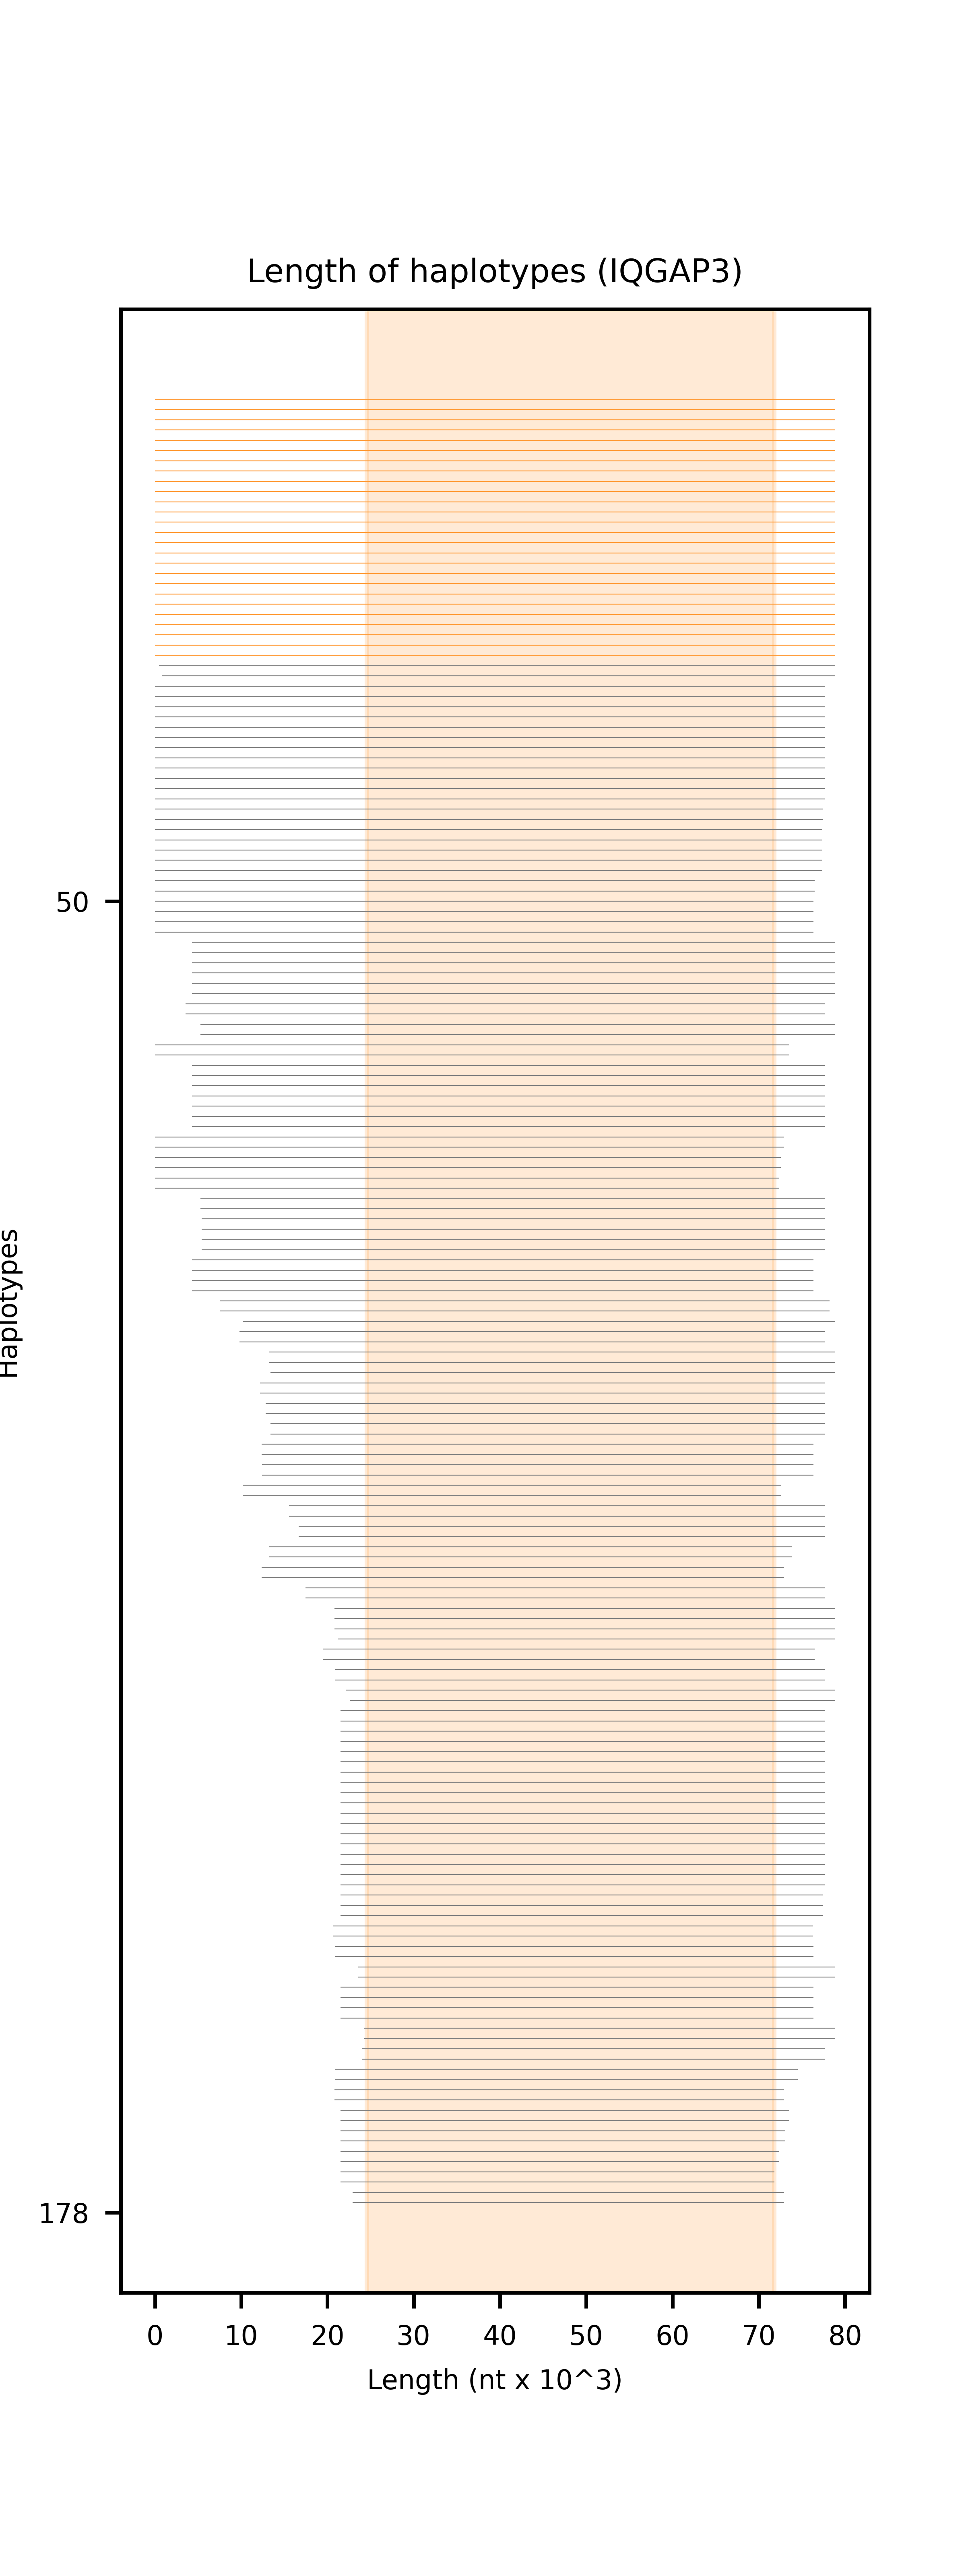 Length of haplotypes (IQGAP3)
50
Haplotypes
178
0 10 20 30 40 50 60 70 80
Length (nt x 10^3)